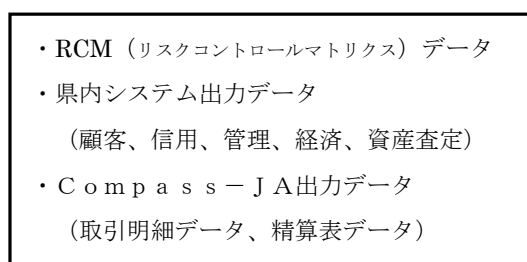 ・RCM（リスクコントロールマトリクス）データ
・県内システム出力データ
（顧客、信用、管理、経済、資産査定）
・Ｃｏｍｐａｓｓ－ＪＡ出力データ
（取引明細データ、精算表データ）